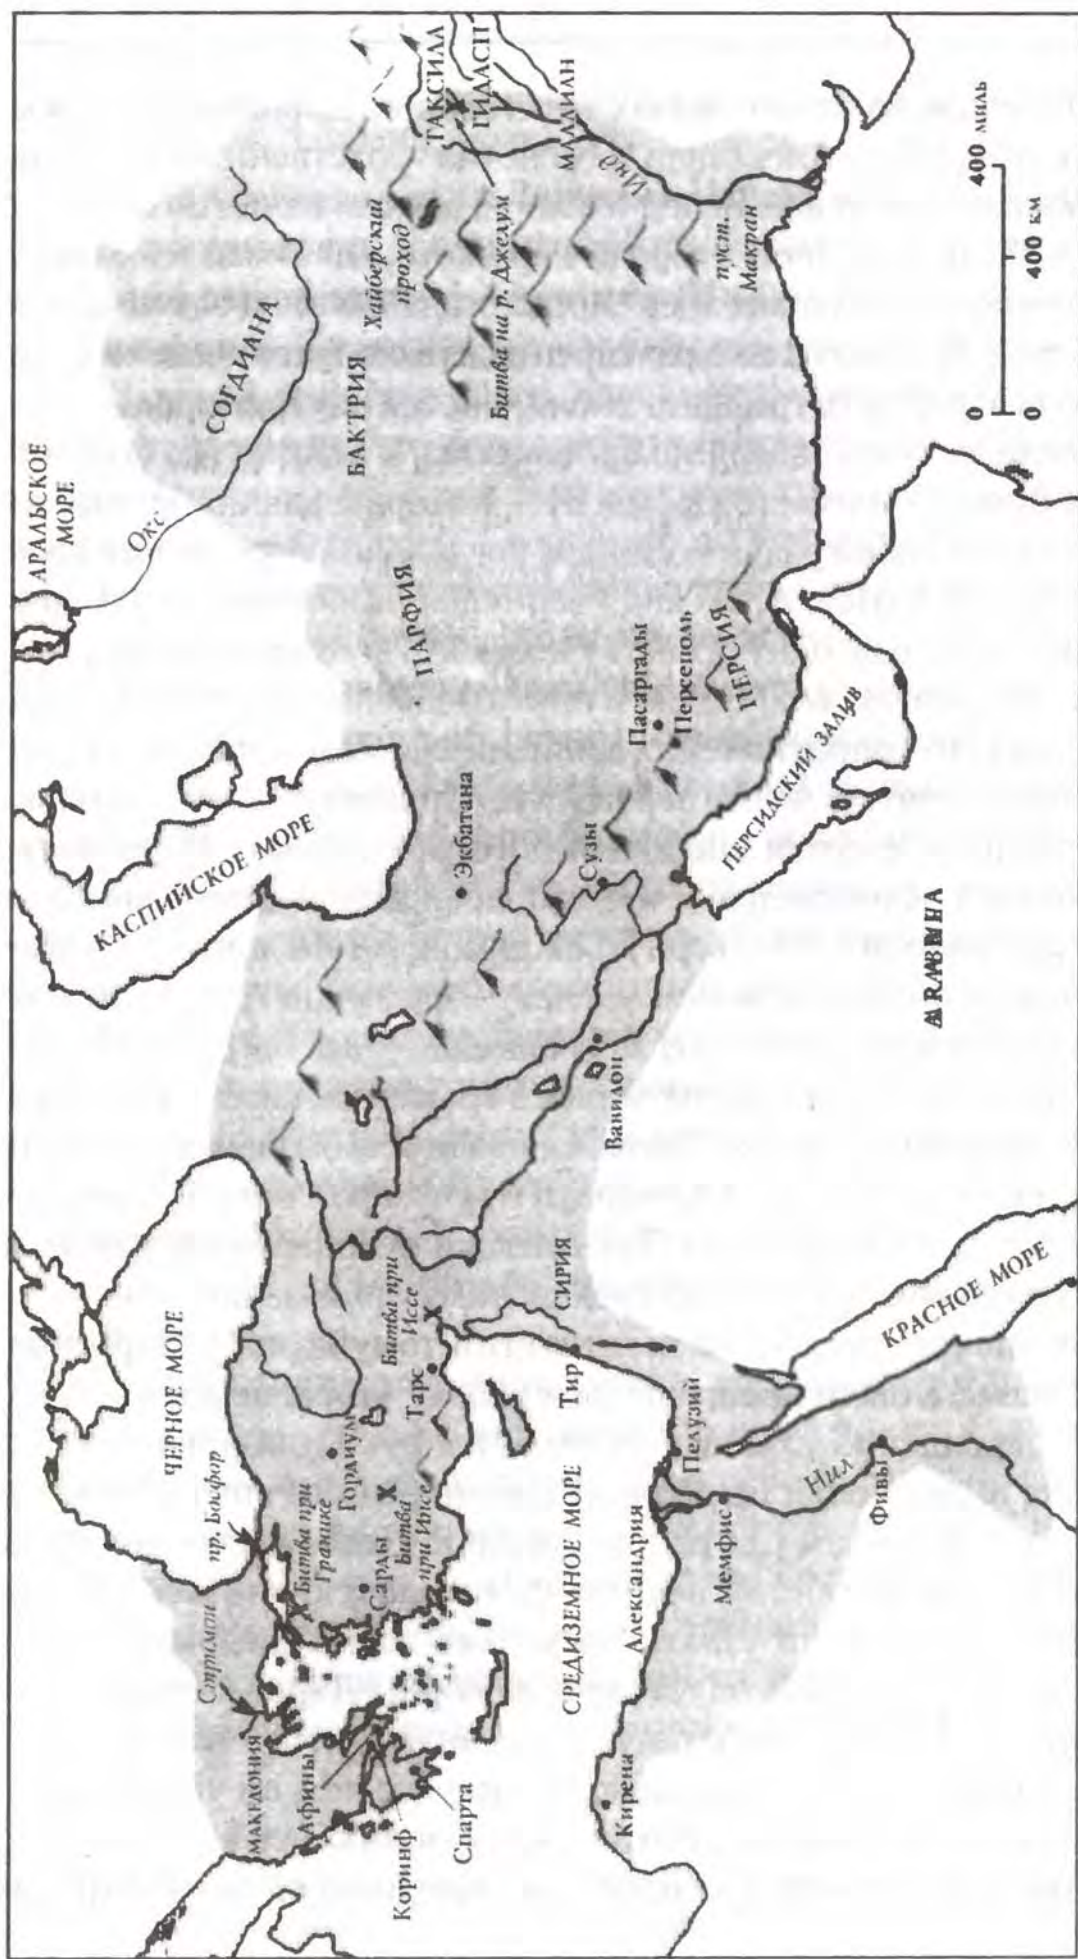 АРАЛЬСКОЕ
МОРЕ
Окс
СОГДИАНА
БАКТРИЯ
Хайберский
проход
Битва на р. Джелум
ТАКСИЛА
ГИДАСП
МАЛЛИАН
Инд
пуст.
Макран
ПАРФИЯ
КАСПИЙСКОЕ МОРЕ
Экбатана
Сузы
Пасаргады
Персеполь
ПЕРСИЯ
ПЕРСИДСКИЙ ЗАЛИВ
Вавилон
ЧЕРНОЕ МОРЕ
пр. Босфор
Стримон
МАКЕДОНИЯ
Афины
Коринф
Спарта
Битва при
Гранике
Гордиум
Сарды
Битва
при Ипсе
Тарс
Битва при
Иссе
СИРИЯ
Тир
СРЕДИЗЕМНОЕ МОРЕ
Александрия
Кирена
Пелузий
Мемфис
Нил
Фивы
КРАСНОЕ МОРЕ
0 400 миль
0 400 км